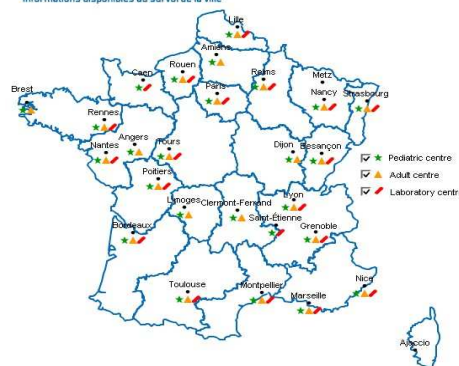 Informations disponibles au survol de la ville
Lille
Amiens
Rouen
Caen
Reims
Metz
Paris
Nancy
Strasbourg
Brest
Rennes
Angers
Tours
Dijon
Besançon
Nantes
Pediatric centre
Poitiers
Adult centre
Laboratory cent
Limoges
Clermont-Ferrand
Lyon
Saint-Étienne
Bordeaux
Grenoble
Toulouse
Montpellier
Nice
Marseille
Ajaccio